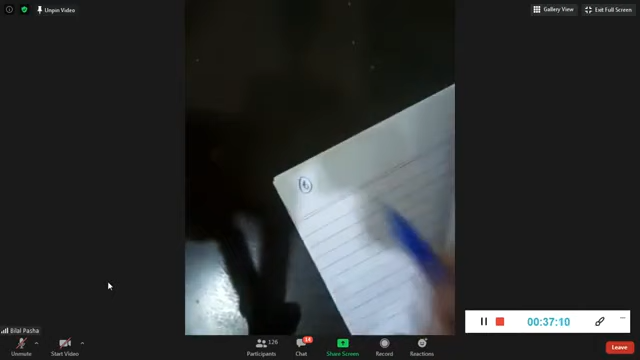 Unpin Video
Gallery View
Exit Full Screen
Bilal Pasha
00:37:10
Unmute
Start Video
126
Participants
14
Chat
Share Screen
Record
Reactions
Leave